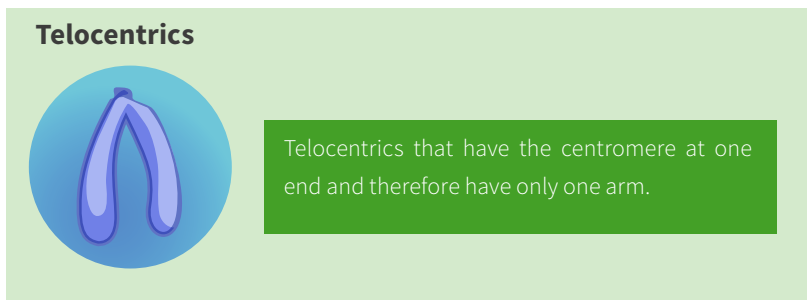 Telocentrics
Telocentrics that have the centromere at one
end and therefore have only one arm.